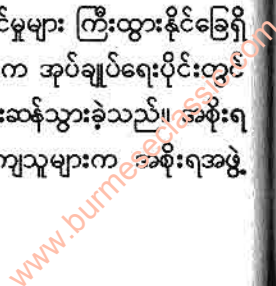 င်မှုများ ကြီးထွားနိုင်ခြေရှိ
က အုပ်ချုပ်ရေးပိုင်းတွင်
းဆန်သွားခဲ့သည်။ အစိုးရ
ကျသူများက အစိုးရအဖွဲ့
www.burmeseclassic.com